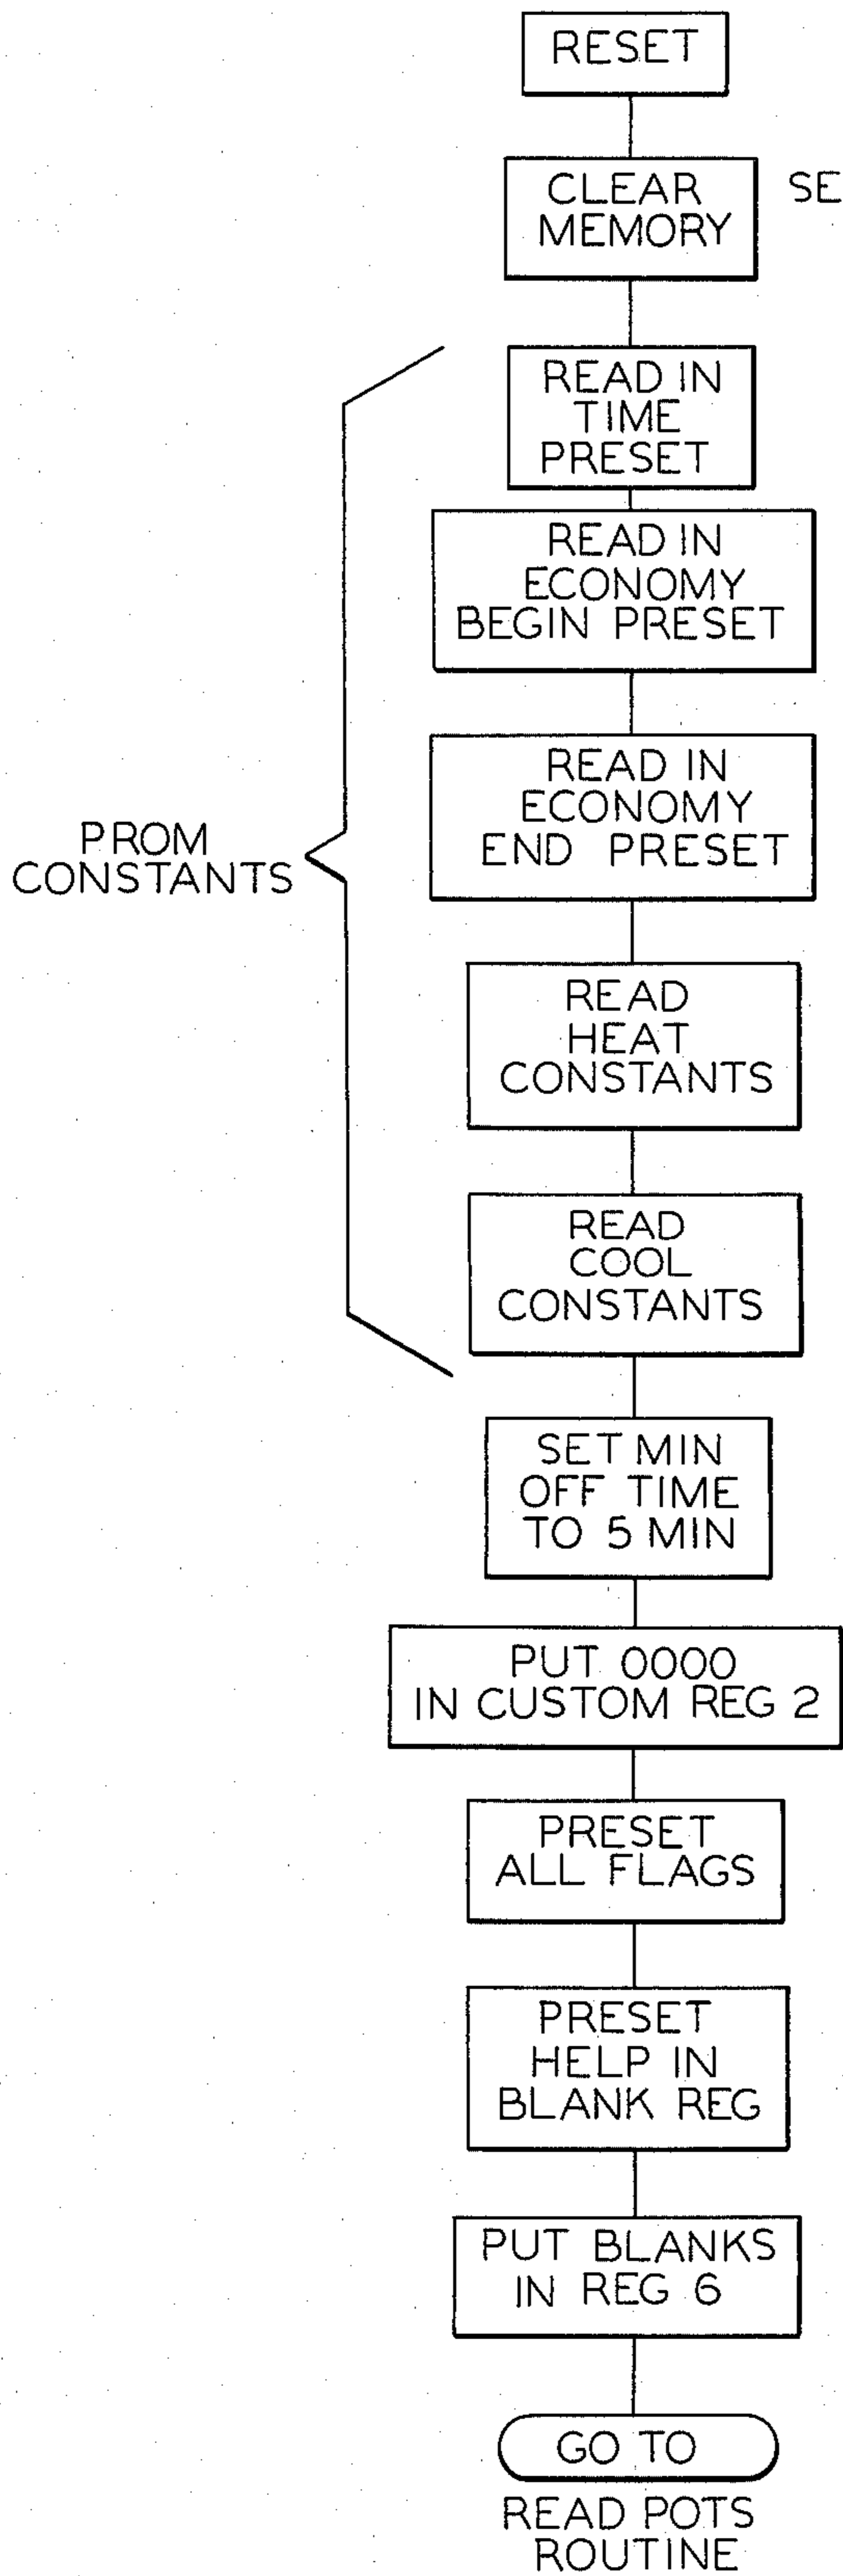 RESET
CLEAR
MEMORY
SE
READ IN
TIME
PRESET
READ IN
ECONOMY
BEGIN PRESET
READ IN
ECONOMY
END PRESET
PROM
CONSTANTS
READ
HEAT
CONSTANTS
READ
COOL
CONSTANTS
SET MIN
OFF TIME
TO 5 MIN
PUT 0000
IN CUSTOM REG 2
PRESET
ALL FLAGS
PRESET
HELP IN
BLANK REG
PUT BLANKS
IN REG 6
GO TO
READ POTS
ROUTINE